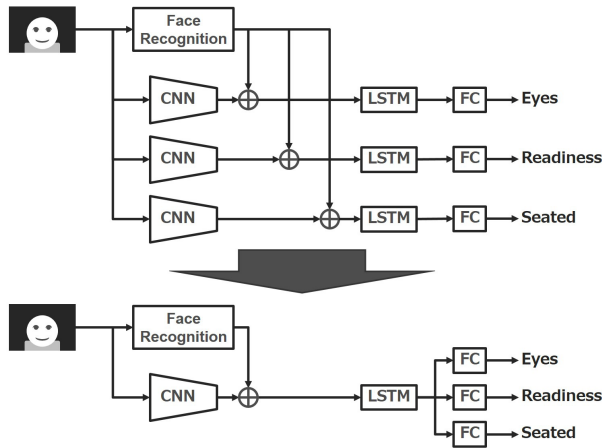 Face
Recognition
CNN
LSTM
FC
Eyes
CNN
LSTM
FC
Readiness
CNN
LSTM
FC
Seated
Face
Recognition
CNN
LSTM
FC
Eyes
FC
Readiness
FC
Seated